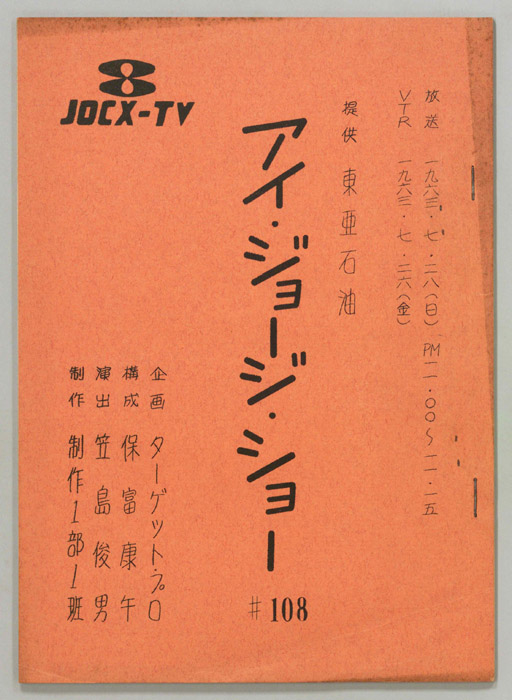 JOCX-TV
放送 一九六三・七・二八(日) PM一一・〇〇〜一一・一五
VTR 一九六三・七・二六(金)
提供 東亜石油
アイ・ジョージ・ショー
#108
企画 ターゲット・プロ
構成 保富康午
演出 笠島俊男
制作 制作1部1班